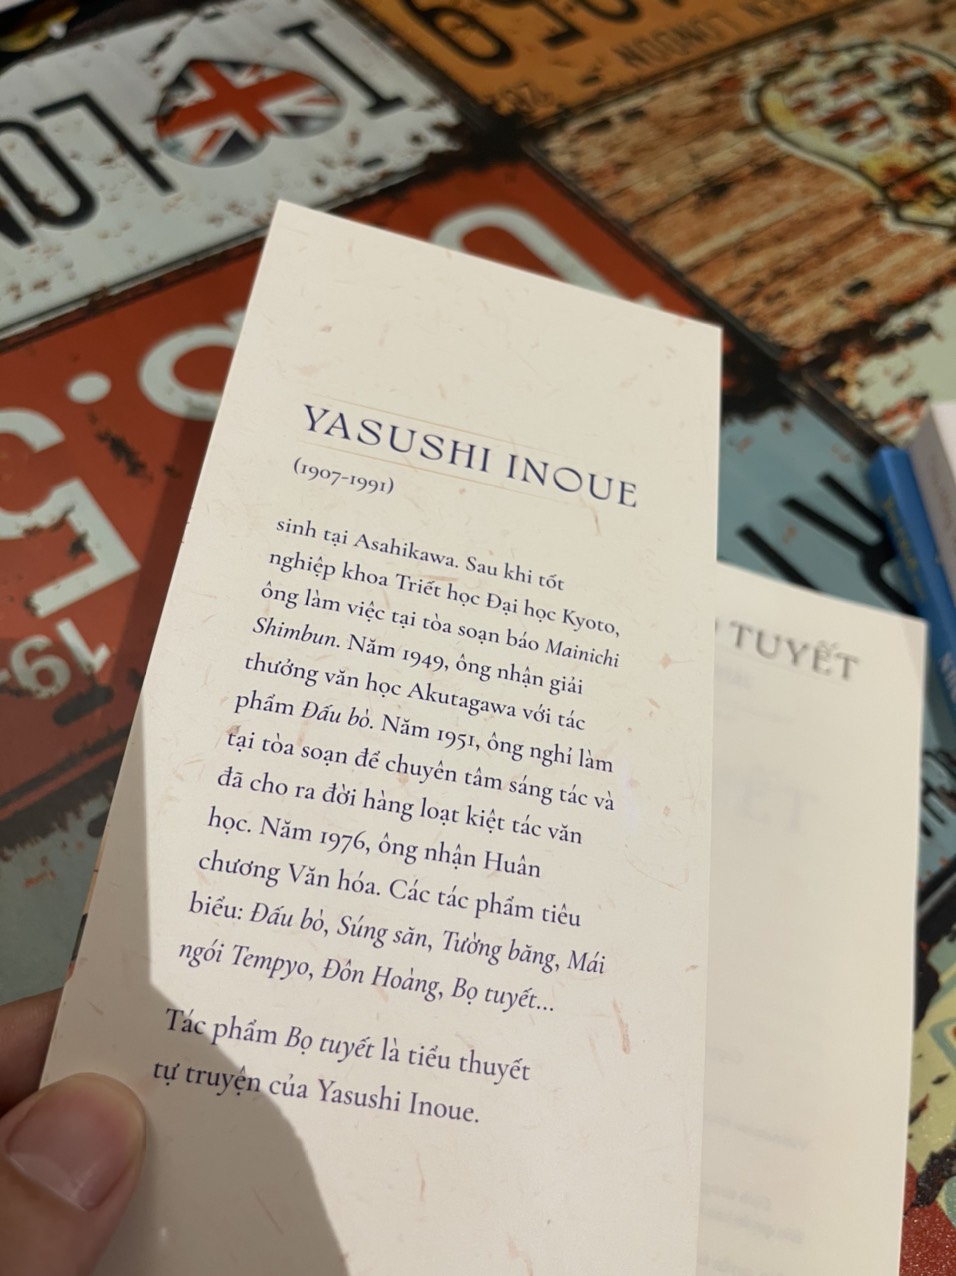 I
LO
LONDON
28
YASUSHI INOUE
(1907-1991)
sinh tại Asahikawa. Sau khi tốt
nghiệp khoa Triết học Đại học Kyoto,
ông làm việc tại tòa soạn báo Mainichi
Shimbun. Năm 1949, ông nhận giải
thưởng văn học Akutagawa với tác
phẩm Đấu bò. Năm 1951, ông nghỉ làm
tại tòa soạn để chuyên tâm sáng tác và
đã cho ra đời hàng loạt kiệt tác văn
học. Năm 1976, ông nhận Huân
chương Văn hóa. Các tác phẩm tiêu
biểu: Đấu bò, Súng săn, Tường băng, Mái
ngói Tempyo, Đôn Hoàng, Bọ tuyết...
Tác phẩm Bọ tuyết là tiểu thuyết
tự truyện của Yasushi Inoue.
TUYẾT